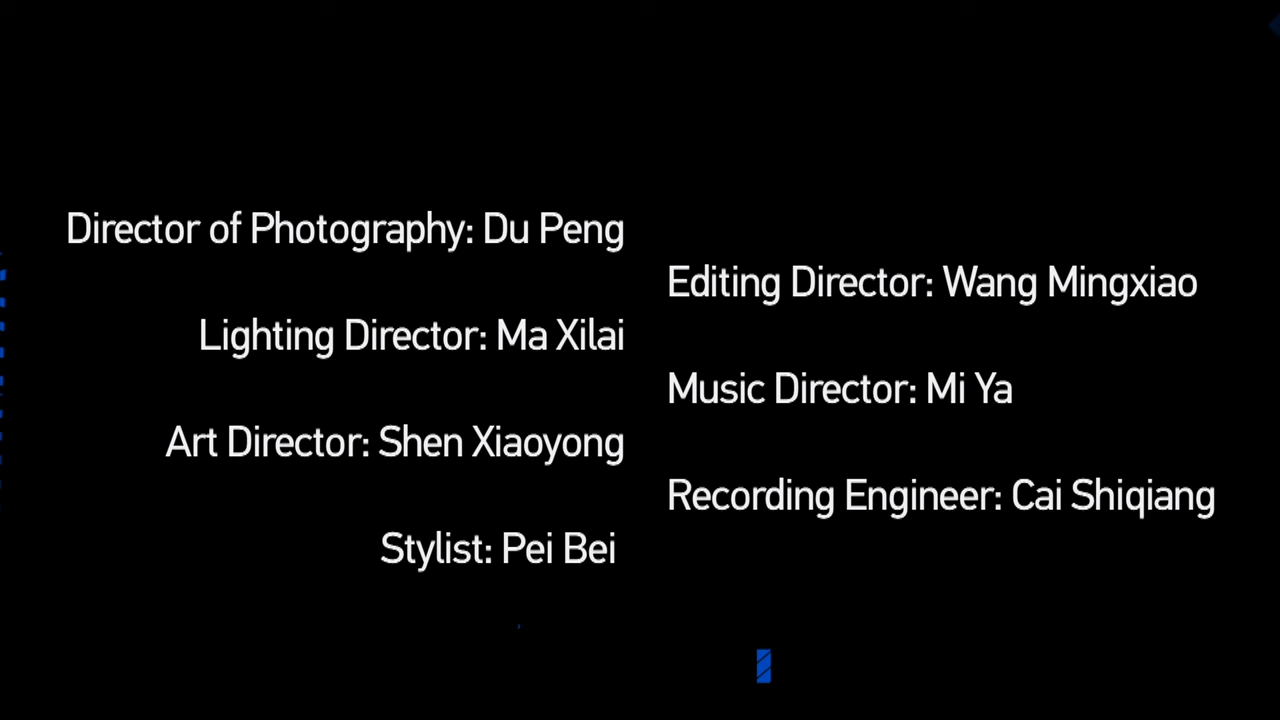 Director of Photography: Du Peng
Editing Director: Wang Mingxiao
Lighting Director: Ma Xilai
Music Director: Mi Ya
Art Director: Shen Xiaoyong
Recording Engineer: Cai Shiqiang
Stylist: Pei Bei